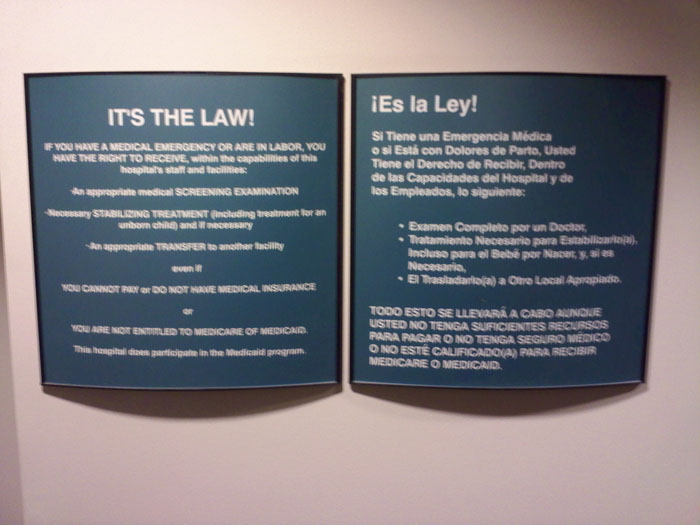 IT'S THE LAW!
IF YOU HAVE A MEDICAL EMERGENCY OR ARE IN LABOR, YOU
HAVE THE RIGHT TO RECEIVE, within the capabilities of this
hospital's staff and facilities:
-An appropriate medical SCREENING EXAMINATION
-Necessary STABILIZING TREATMENT (including treatment for an
unborn child) and if necessary
-An appropriate TRANSFER to another facility
even if
YOU CANNOT PAY or DO NOT HAVE MEDICAL INSURANCE
or
YOU ARE NOT ENTITLED TO MEDICARE OF MEDICAID.
This hospital does participate in the Medicaid program.
¡Es la Ley!
Si Tiene una Emergencia Médica
o si Está con Dolores de Parto, Usted
Tiene el Derecho de Recibir, Dentro
de las Capacidades del Hospital y de
los Empleados, lo siguiente:
• Examen Completo por un Doctor,
• Tratamiento Necesario para Estabilizarlo(a),
Incluso para el Bebé por Nacer, y, si es
Necesario,
• El Trasladarlo(a) a Otro Local Apropiado.
TODO ESTO SE LLEVARÁ A CABO AUNQUE
USTED NO TENGA SUFICIENTES RECURSOS
PARA PAGAR O NO TENGA SEGURO MÉDICO
O NO ESTÉ CALIFICADO(A) PARA RECIBIR
MEDICARE O MEDICAID.